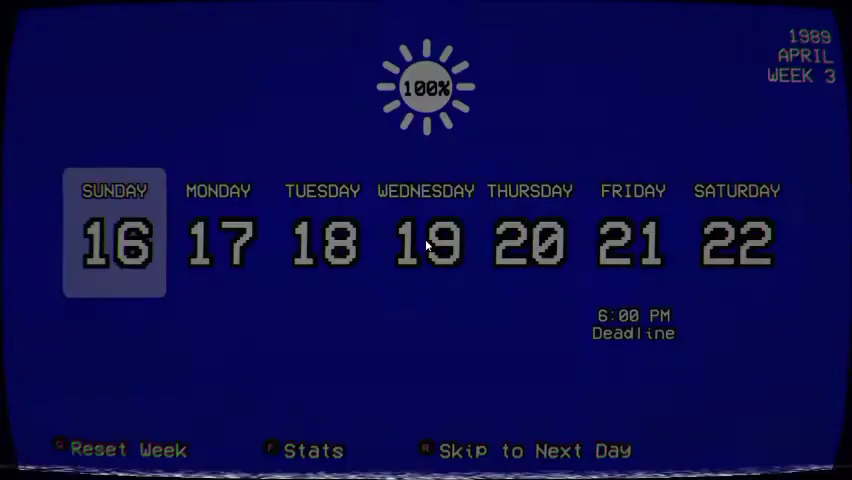 1989
APRIL
WEEK 3
100%
SUNDAY MONDAY TUESDAY WEDNESDAY THURSDAY FRIDAY SATURDAY
16 17 18 19 20 21 22
6:00 PM
Deadline
Q Reset Week F Stats R Skip to Next Day